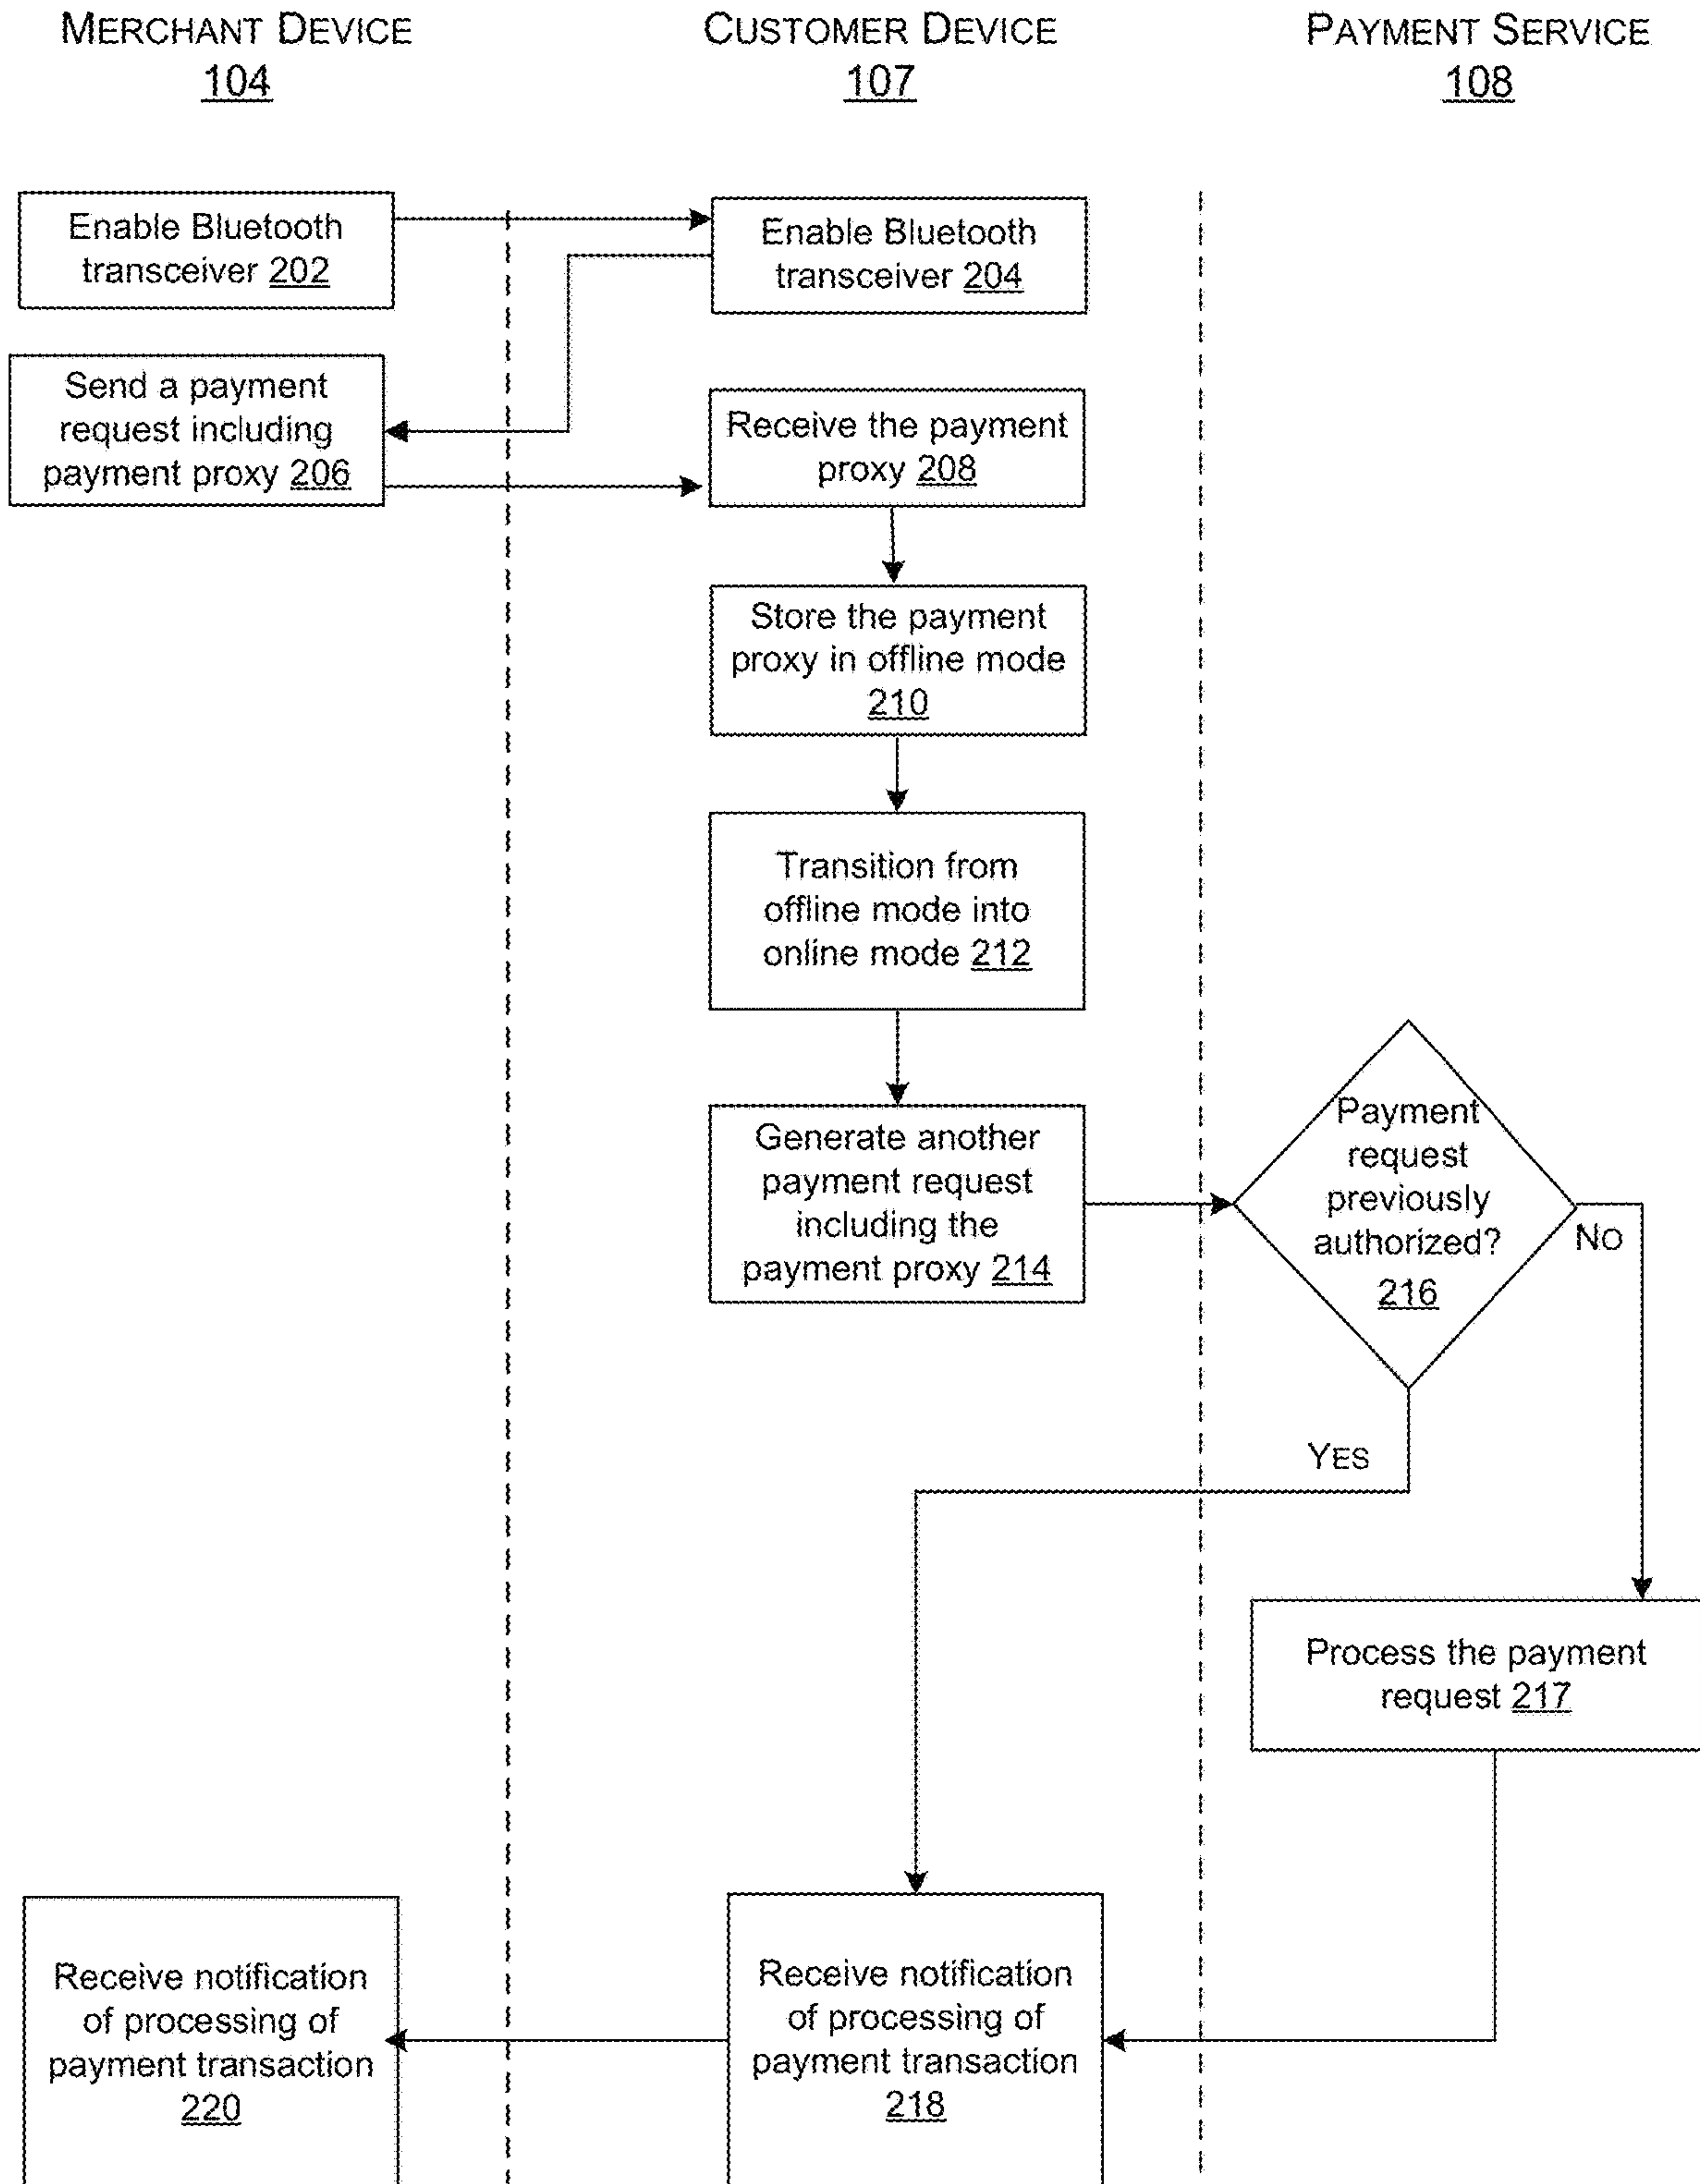 MERCHANT DEVICE
104
CUSTOMER DEVICE
107
PAYMENT SERVICE
108
Enable Bluetooth
transceiver 202
Enable Bluetooth
transceiver 204
Send a payment
request including
payment proxy 206
Receive the payment
proxy 208
Store the payment
proxy in offline mode
210
Transition from
offline mode into
online mode 212
Generate another
payment request
including the
payment proxy 214
Payment
request
previously
authorized?
216
NO
YES
Process the payment
request 217
Receive notification
of processing of
payment transaction
218
Receive notification
of processing of
payment transaction
220